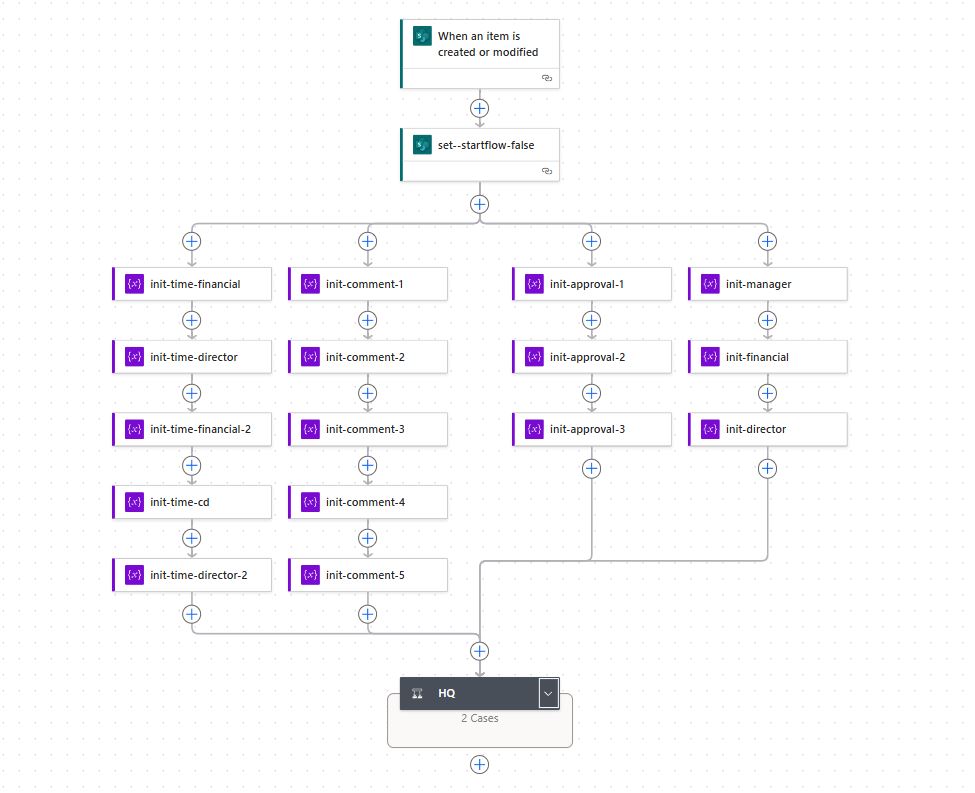 When an item is
created or modified
set--startflow-false
init-time-financial
init-comment-1
init-approval-1
init-manager
init-time-director
init-comment-2
init-approval-2
init-financial
init-time-financial-2
init-comment-3
init-approval-3
init-director
init-time-cd
init-comment-4
init-time-director-2
init-comment-5
HQ
2 Cases